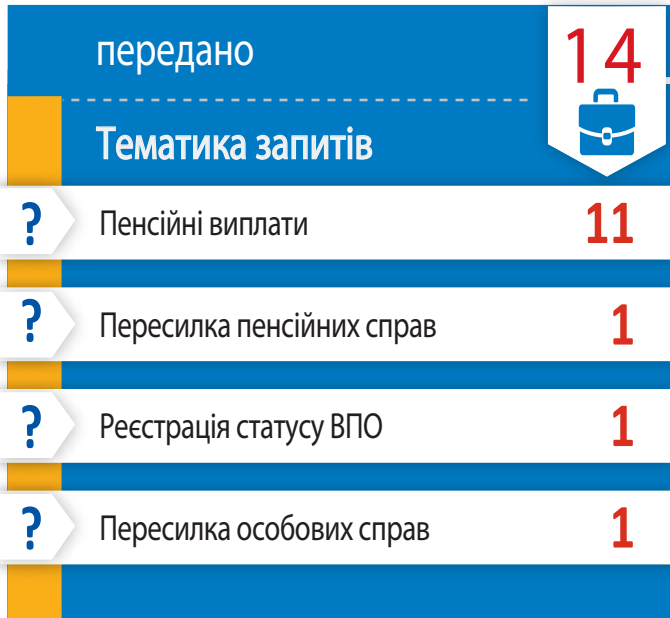 передано 14
Тематика запитів
? Пенсійні виплати 11
? Пересилка пенсійних справ 1
? Реєстрація статусу ВПО 1
? Пересилка особових справ 1